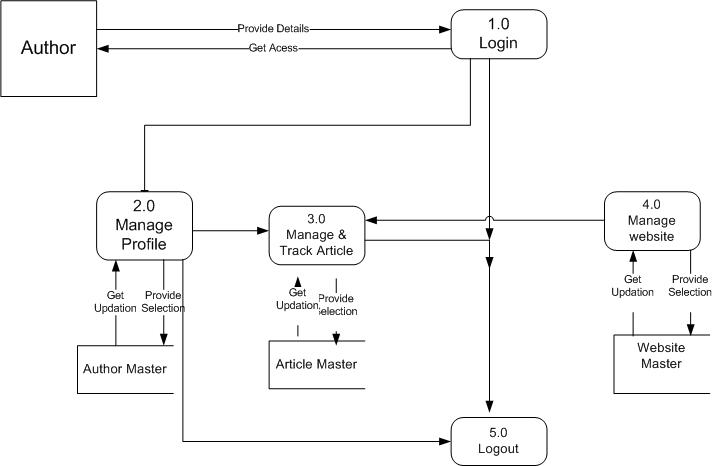 Author
Provide Details
Get Acess
1.0
Login
2.0
Manage
Profile
3.0
Manage &
Track Article
4.0
Manage
website
Get
Updation
Provide
Selection
Get
Updation
Provide
Selection
Get
Updation
Provide
Selection
Author Master
Article Master
Website
Master
5.0
Logout